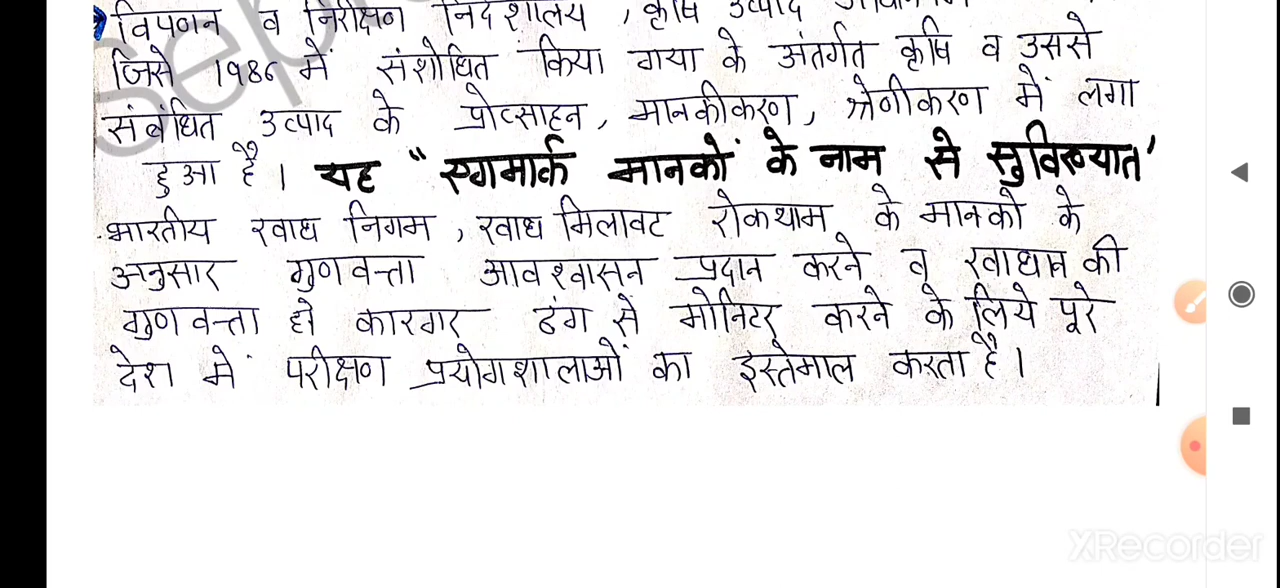 विपणन व निरीक्षण निदेशालय, कृषि उत्पाद
जिसे 1986 में संशोधित किया गया के अंतर्गत कृषि व उससे
संबंधित उत्पाद के प्रोत्साहन, मानकीकरण, श्रेणीकरण में लगा
हुआ है। यह "एगमार्क मानकों के नाम से सुविख्यात'
भारतीय खाद्य निगम, खाद्य मिलावट रोकथाम के मानकों के
अनुसार गुणवत्ता आवश्वासन प्रदान करने व खाद्यान की
गुणवत्ता हो कारगर ढंग से मोनिटर करने के लिये पूरे
देश में परीक्षण प्रयोगशालाओं का इस्तेमाल करता है।
XRecorder